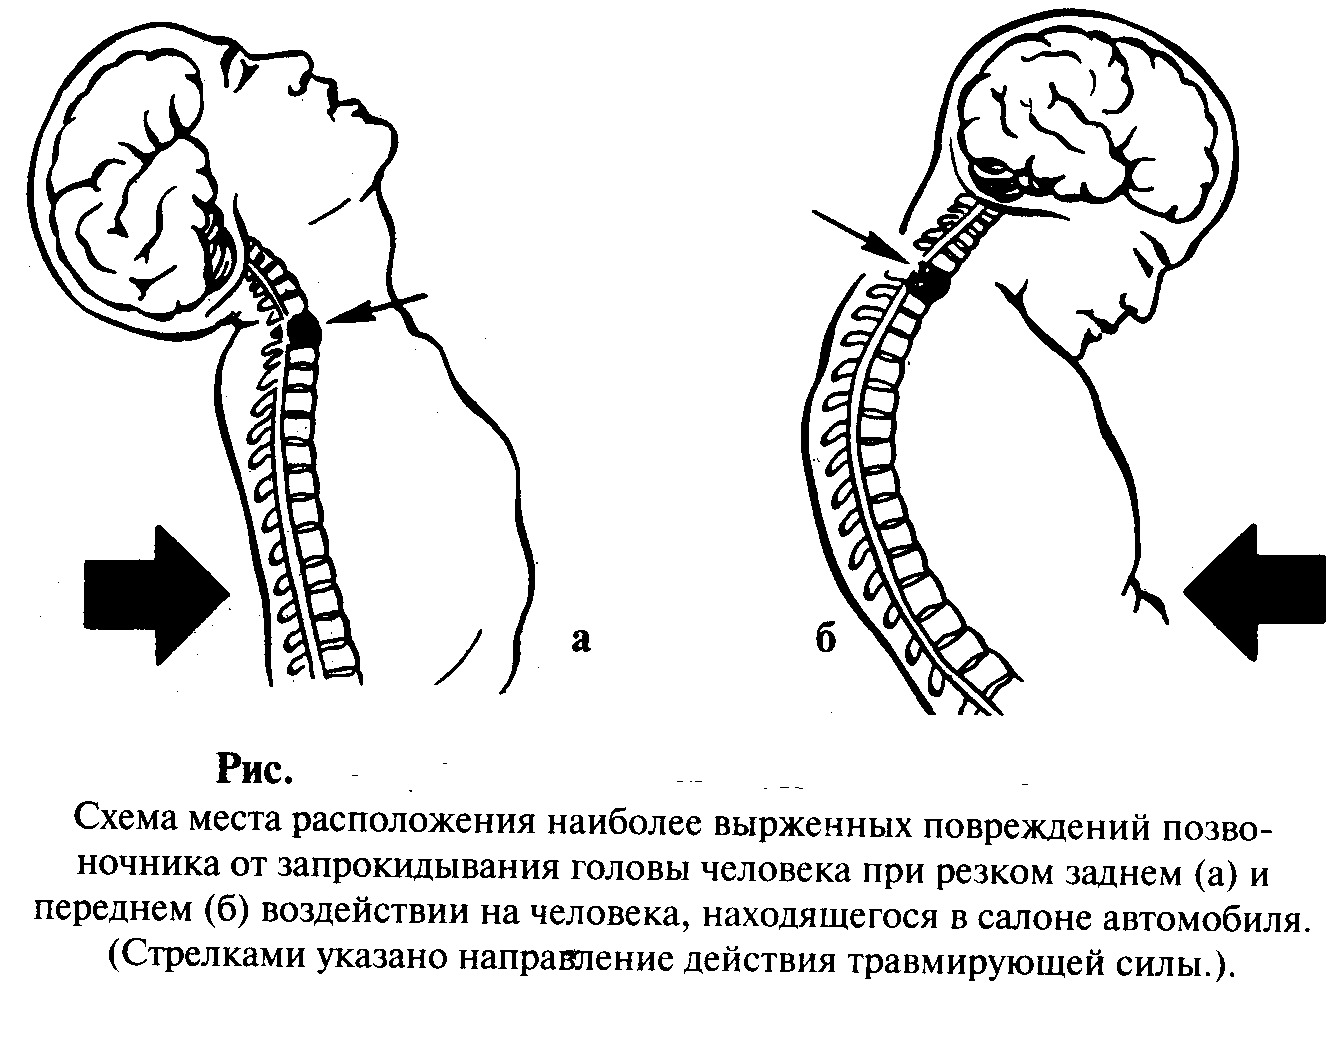 а
б
Рис.
Схема места расположения наиболее вырженных повреждений позво-
ночника от запрокидывания головы человека при резком заднем (а) и
переднем (б) воздействии на человека, находящегося в салоне автомобиля.
(Стрелками указано направление действия травмирующей силы.).